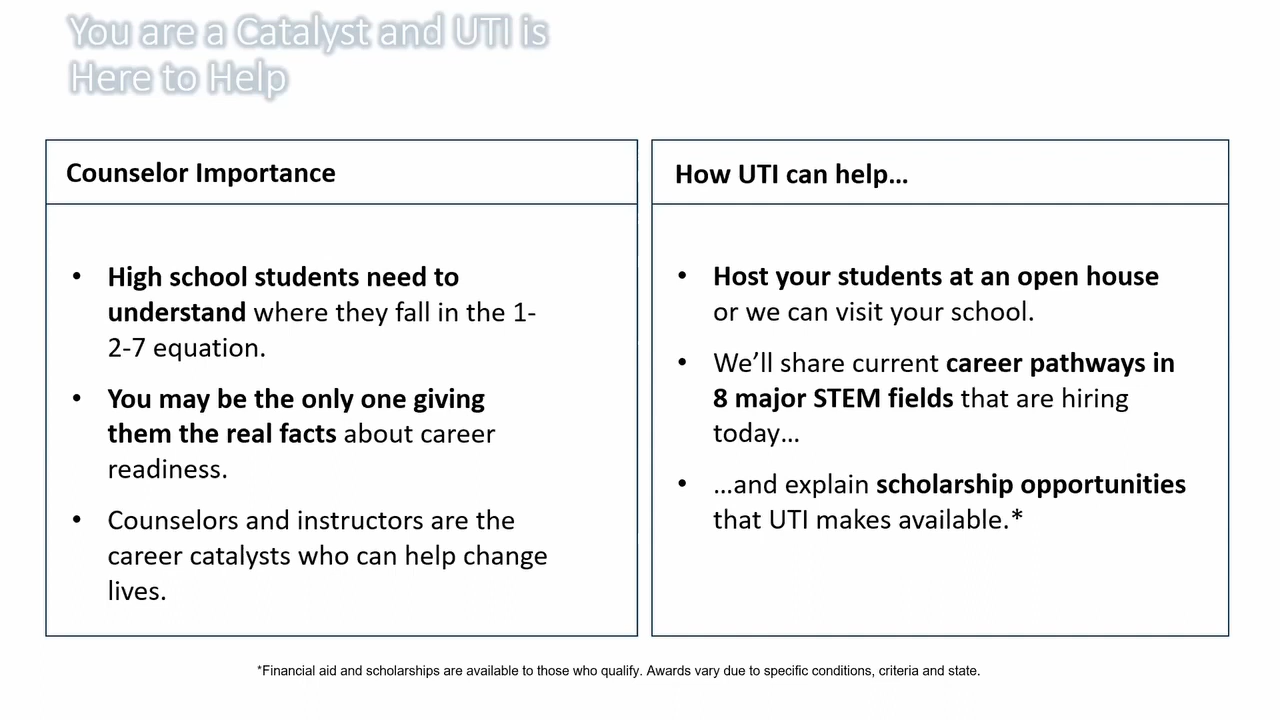 You are a Catalyst and UTI is
Here to Help
Counselor Importance
• High school students need to
understand where they fall in the 1-
2-7 equation.
• You may be the only one giving
them the real facts about career
readiness.
• Counselors and instructors are the
career catalysts who can help change
lives.
How UTI can help…
• Host your students at an open house
or we can visit your school.
• We’ll share current career pathways in
8 major STEM fields that are hiring
today…
• …and explain scholarship opportunities
that UTI makes available.*
*Financial aid and scholarships are available to those who qualify. Awards vary due to specific conditions, criteria and state.